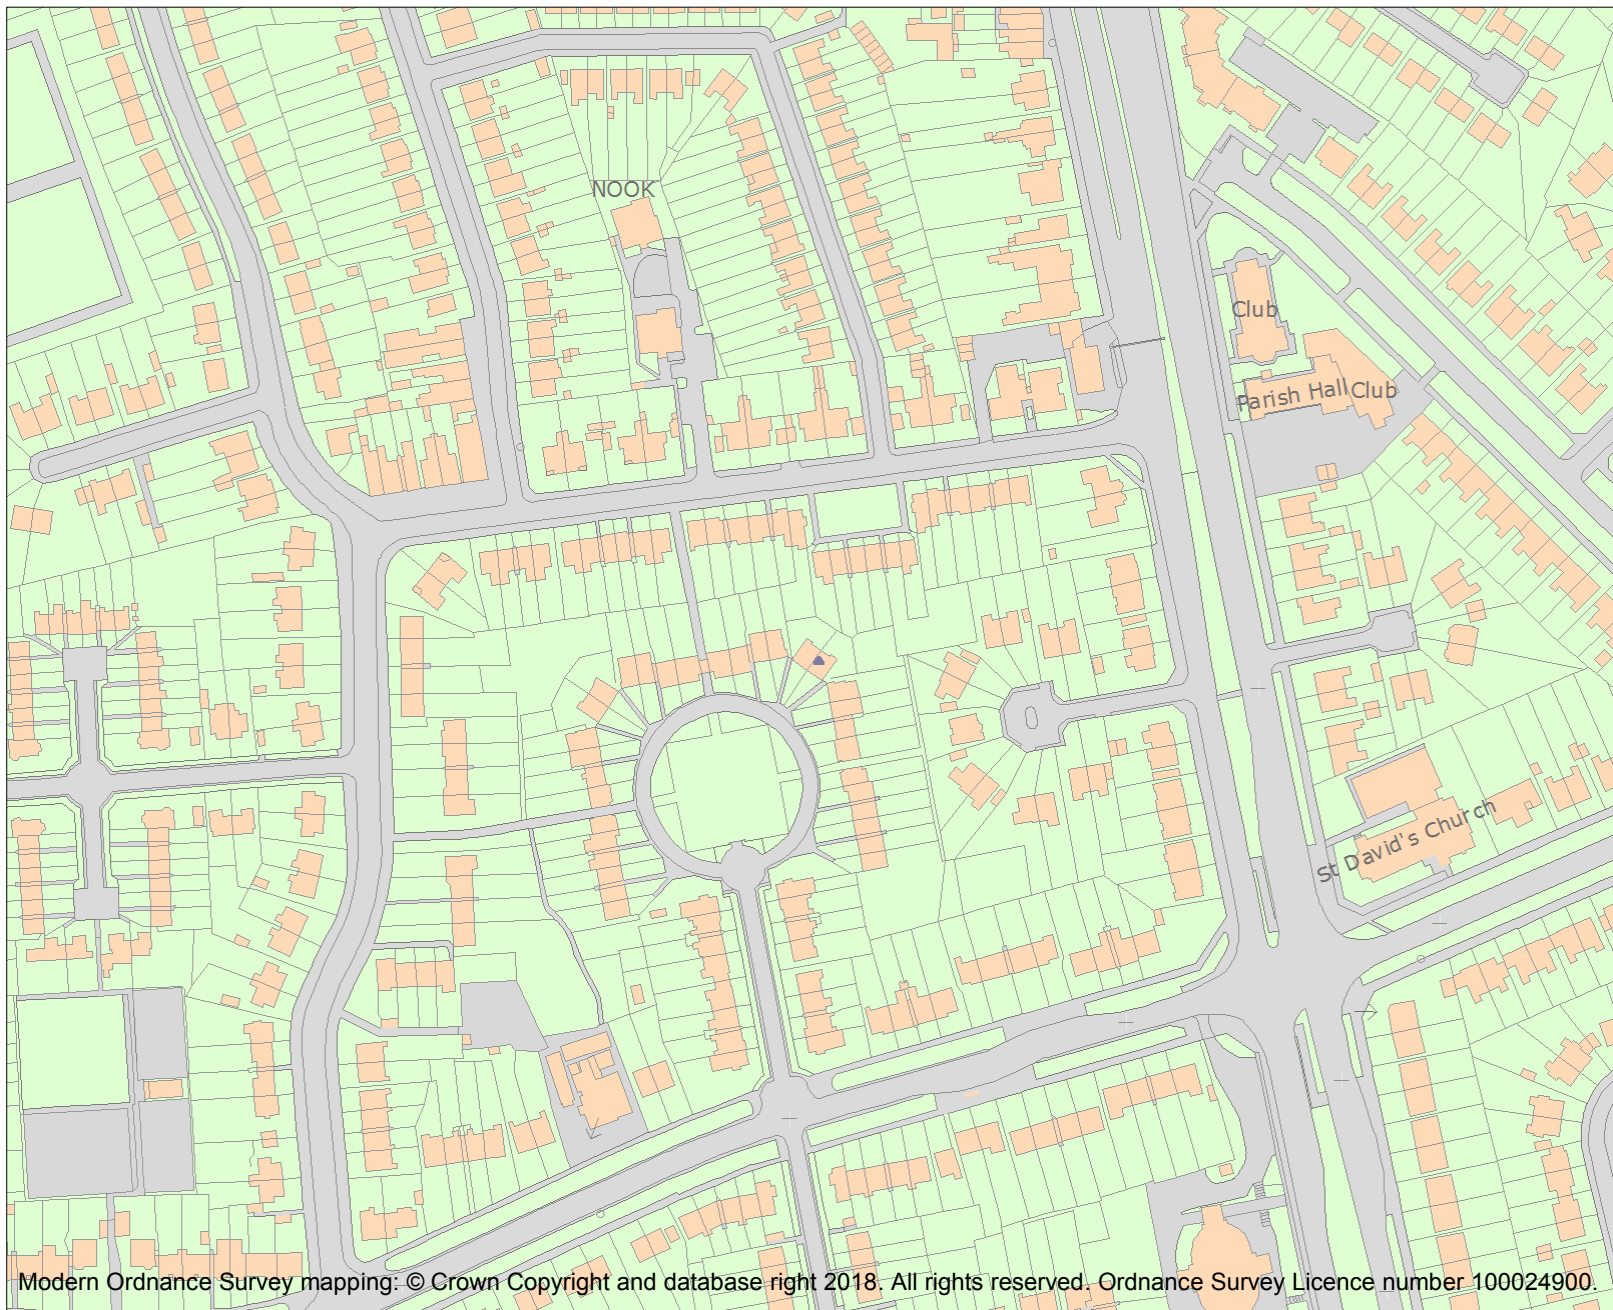 NOOK
Club
Parish Hall
Club
St David's Church
Modern Ordnance Survey mapping: © Crown Copyright and database right 2018. All rights reserved. Ordnance Survey Licence number 100024900.